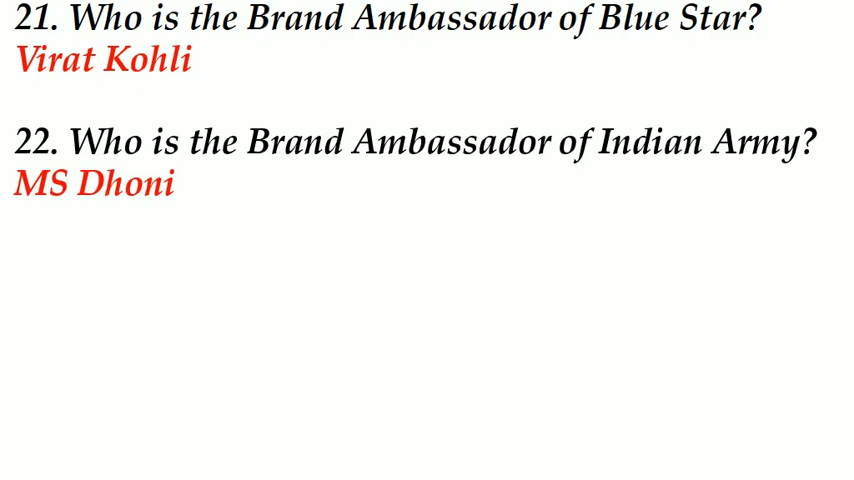 21. Who is the Brand Ambassador of Blue Star?
Virat Kohli
22. Who is the Brand Ambassador of Indian Army?
MS Dhoni